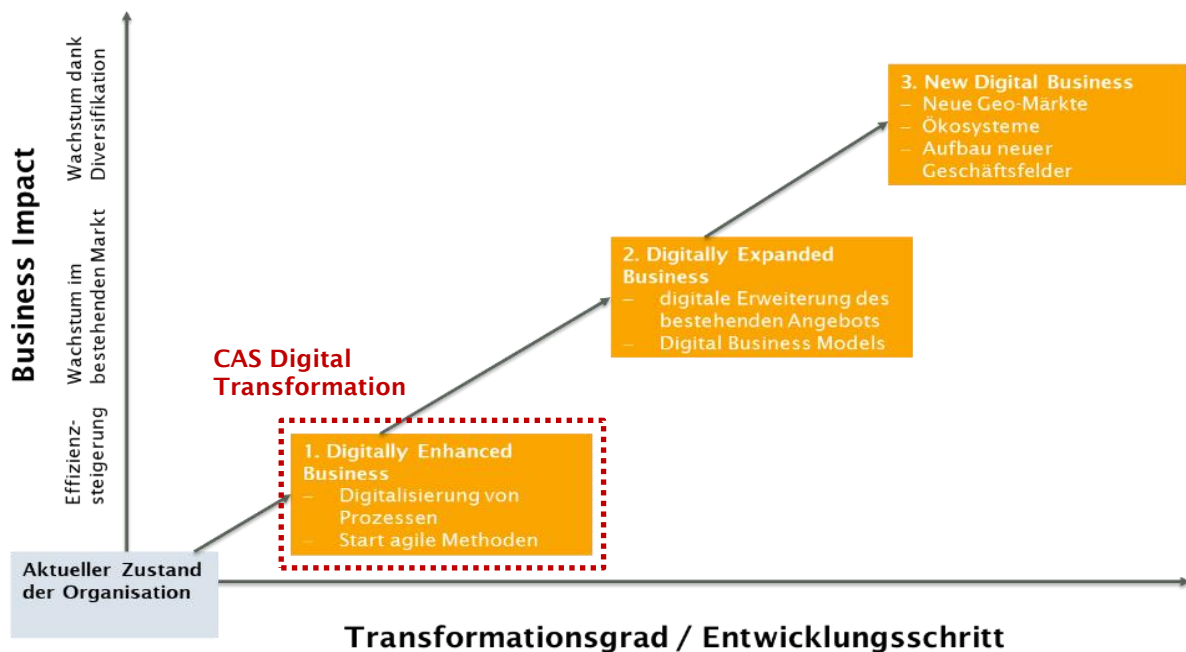 Business Impact
Wachstum dank
Diversifikation
Wachstum im
bestehenden Markt
Effizienz-
steigerung
3. New Digital Business
– Neue Geo-Märkte
– Ökosysteme
– Aufbau neuer
Geschäftsfelder
2. Digitally Expanded
Business
– digitale Erweiterung des
bestehenden Angebots
– Digital Business Models
CAS Digital
Transformation
1. Digitally Enhanced
Business
– Digitalisierung von
Prozessen
– Start agile Methoden
Aktueller Zustand
der Organisation
Transformationsgrad / Entwicklungsschritt